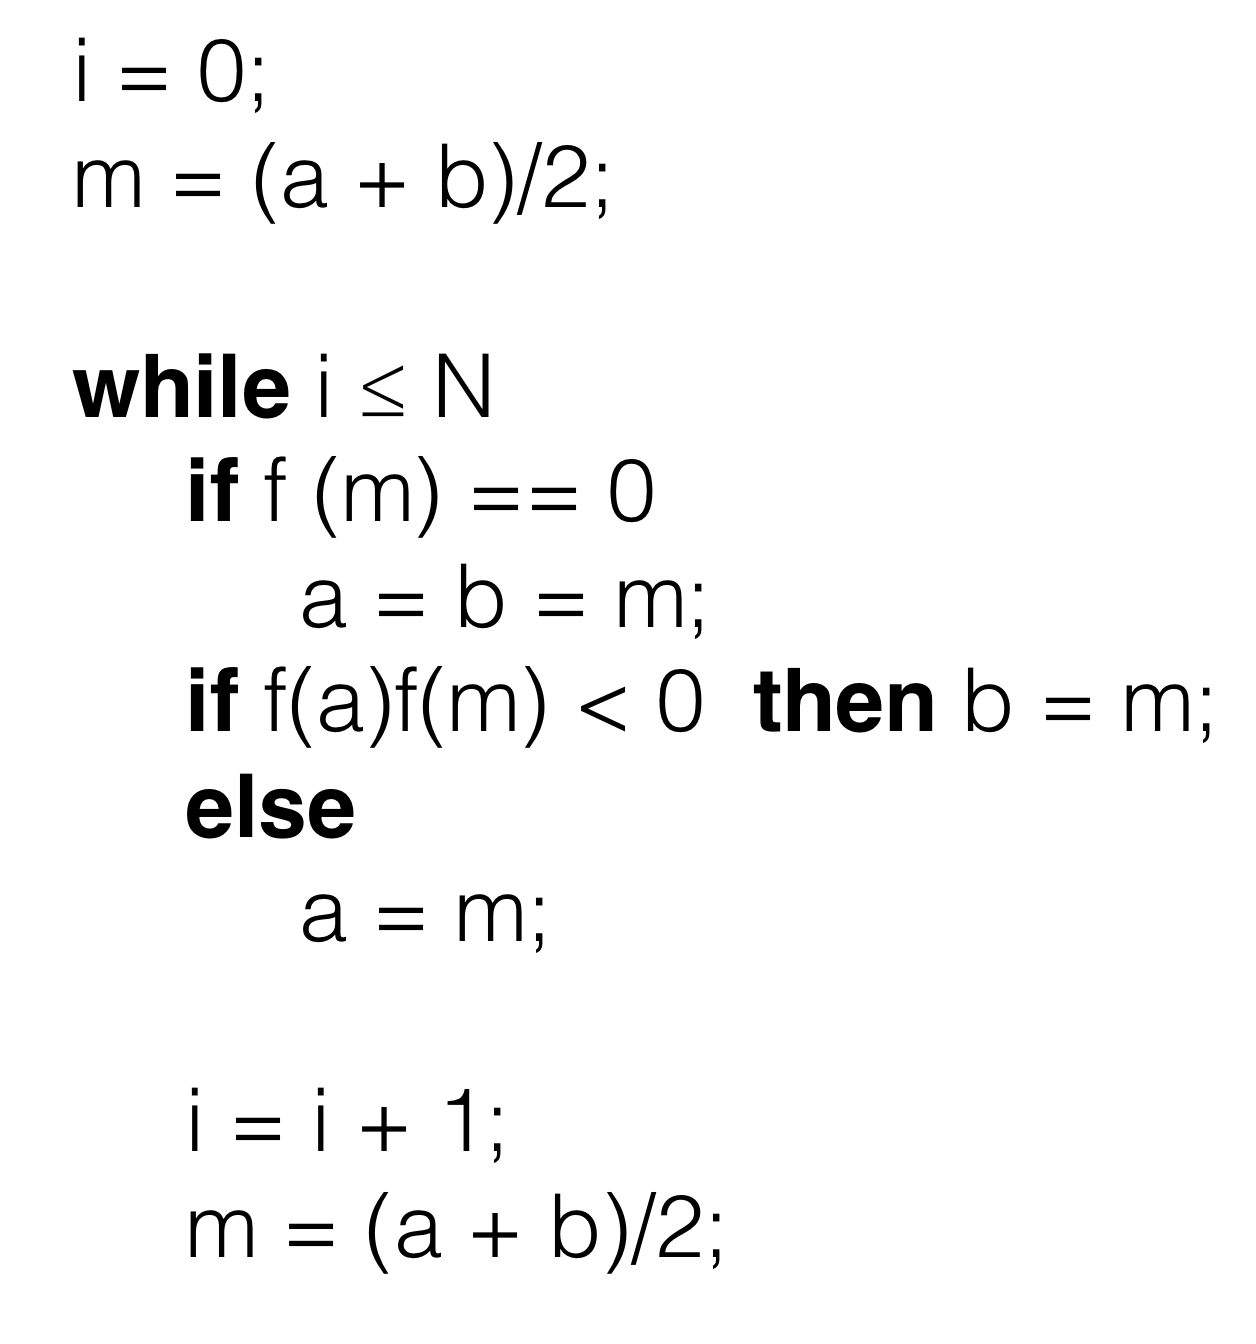 i = 0;
m = (a + b)/2;
while i ≤ N
if f (m) == 0
a = b = m;
if f(a)f(m) < 0 then b = m;
else
a = m;
i = i + 1;
m = (a + b)/2;